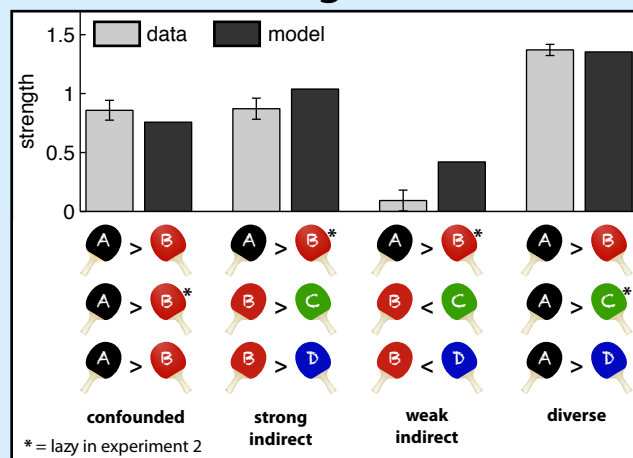 1.5
data
model
1
strength
0.5
0
A > B A > B* A > B* A > B
A > B* B > C B < C A > C*
A > B B > D B < D A > D
confounded strong indirect weak indirect diverse
* = lazy in experiment 2